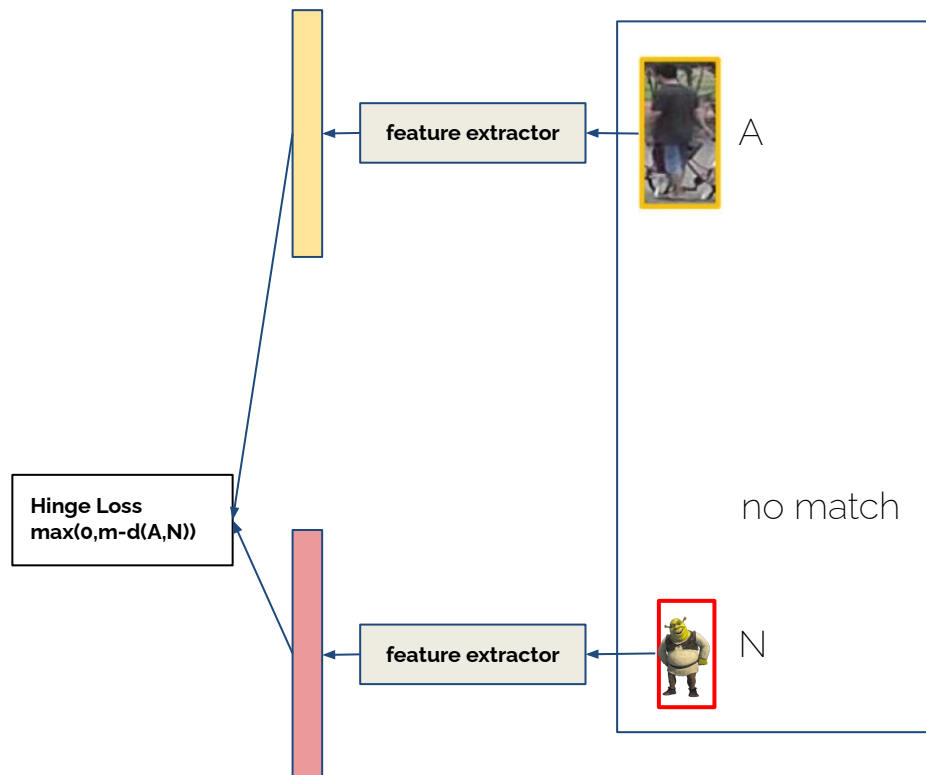 feature extractor
A
Hinge Loss
max(0,m-d(A,N))
no match
feature extractor
N